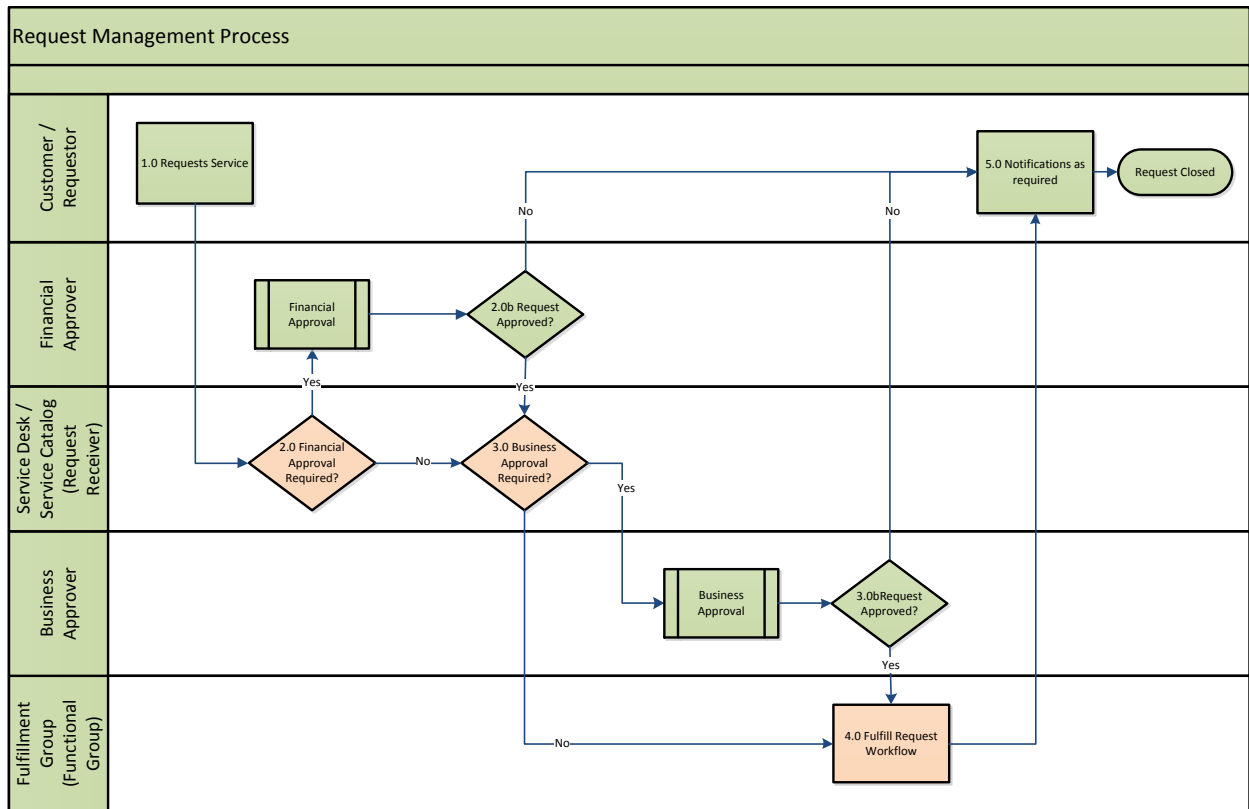 Request Management Process
Customer /
Requestor
1.0 Requests Service
5.0 Notifications as
required
Request Closed
No
No
Financial
Approver
Financial
Approval
2.0b Request
Approved?
Yes
Yes
Service Desk /
Service Catalog
(Request
Receiver)
2.0 Financial
Approval
Required?
No
3.0 Business
Approval
Required?
Yes
Business
Approver
Business
Approval
3.0bRequest
Approved?
Yes
Fulfillment
Group
(Functional
Group)
No
4.0 Fulfill Request
Workflow